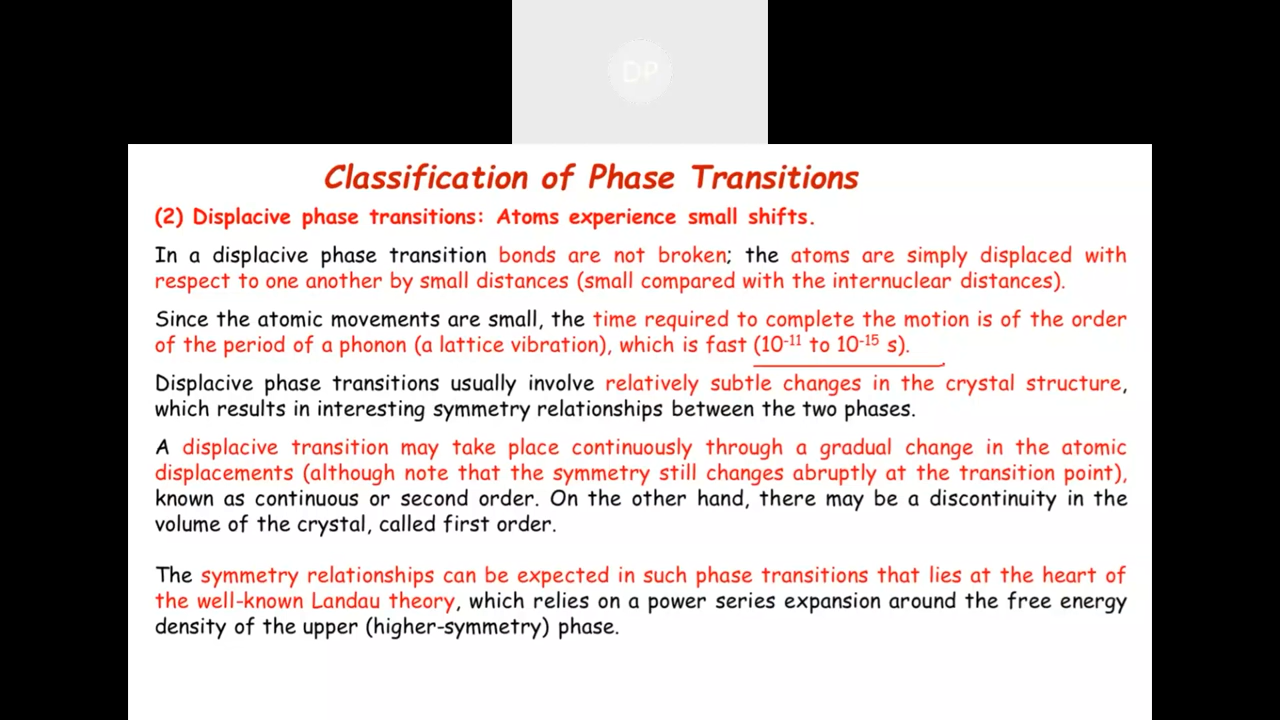 DP
Classification of Phase Transitions
(2) Displacive phase transitions: Atoms experience small shifts.
In a displacive phase transition bonds are not broken; the atoms are simply displaced with
respect to one another by small distances (small compared with the internuclear distances).
Since the atomic movements are small, the time required to complete the motion is of the order
of the period of a phonon (a lattice vibration), which is fast (10⁻¹¹ to 10⁻¹⁵ s).
Displacive phase transitions usually involve relatively subtle changes in the crystal structure,
which results in interesting symmetry relationships between the two phases.
A displacive transition may take place continuously through a gradual change in the atomic
displacements (although note that the symmetry still changes abruptly at the transition point),
known as continuous or second order. On the other hand, there may be a discontinuity in the
volume of the crystal, called first order.
The symmetry relationships can be expected in such phase transitions that lies at the heart of
the well-known Landau theory, which relies on a power series expansion around the free energy
density of the upper (higher-symmetry) phase.